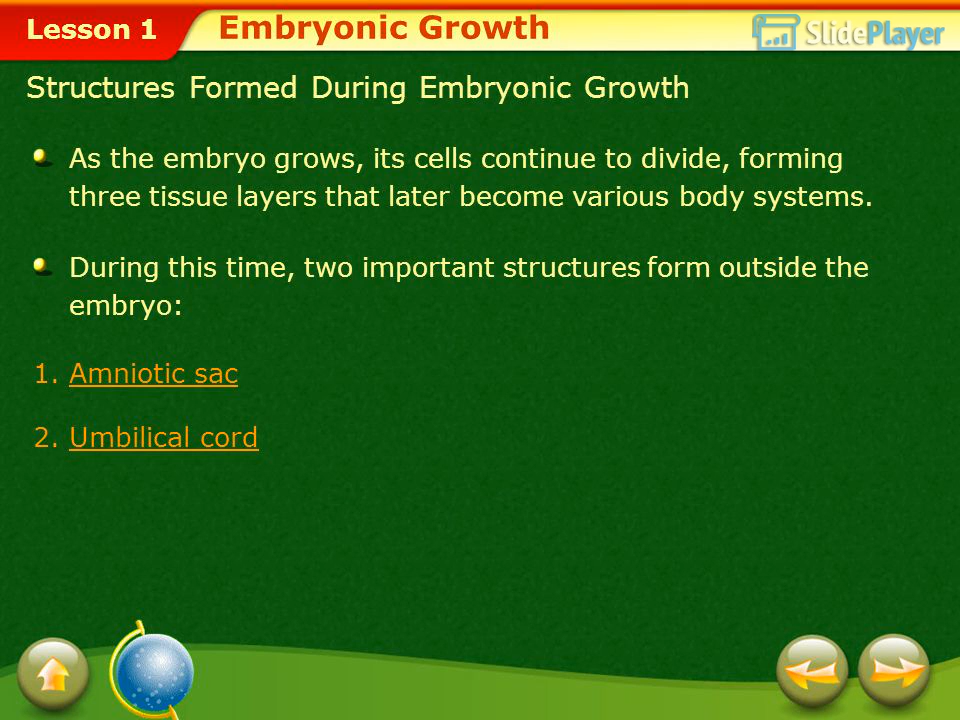 Lesson 1
Embryonic Growth
SlidePlayer
Structures Formed During Embryonic Growth
As the embryo grows, its cells continue to divide, forming
three tissue layers that later become various body systems.
During this time, two important structures form outside the
embryo:
1. Amniotic sac
2. Umbilical cord